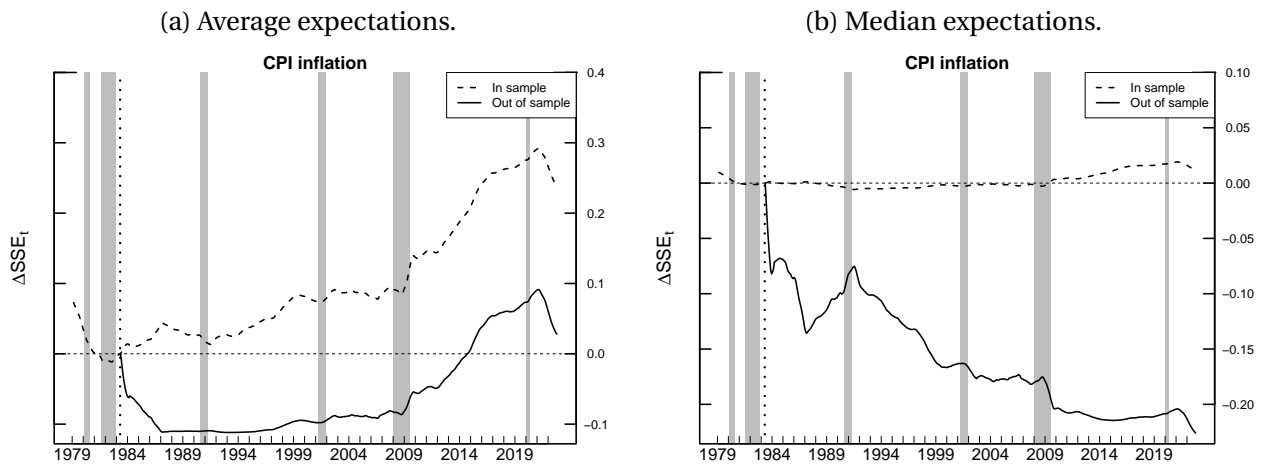 (a) Average expectations.
CPI inflation
In sample
Out of sample
ΔSSEt
0.4
0.3
0.2
0.1
0.0
−0.1
1979 1984 1989 1994 1999 2004 2009 2014 2019
(b) Median expectations.
CPI inflation
In sample
Out of sample
ΔSSEt
0.10
0.05
0.00
−0.05
−0.10
−0.15
−0.20
1979 1984 1989 1994 1999 2004 2009 2014 2019